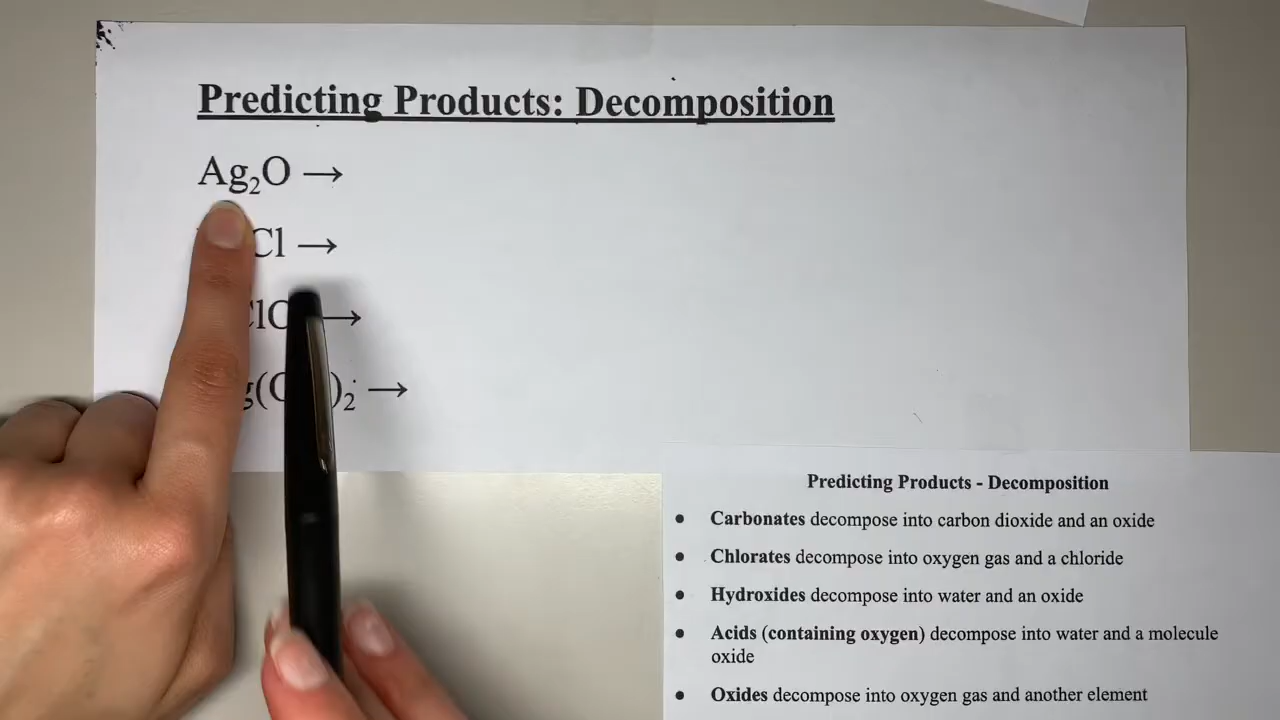 Predicting Products: Decomposition
Ag₂O →
Cl →
→
)₂ →
Predicting Products - Decomposition
● Carbonates decompose into carbon dioxide and an oxide
● Chlorates decompose into oxygen gas and a chloride
● Hydroxides decompose into water and an oxide
● Acids (containing oxygen) decompose into water and a molecule
oxide
● Oxides decompose into oxygen gas and another element